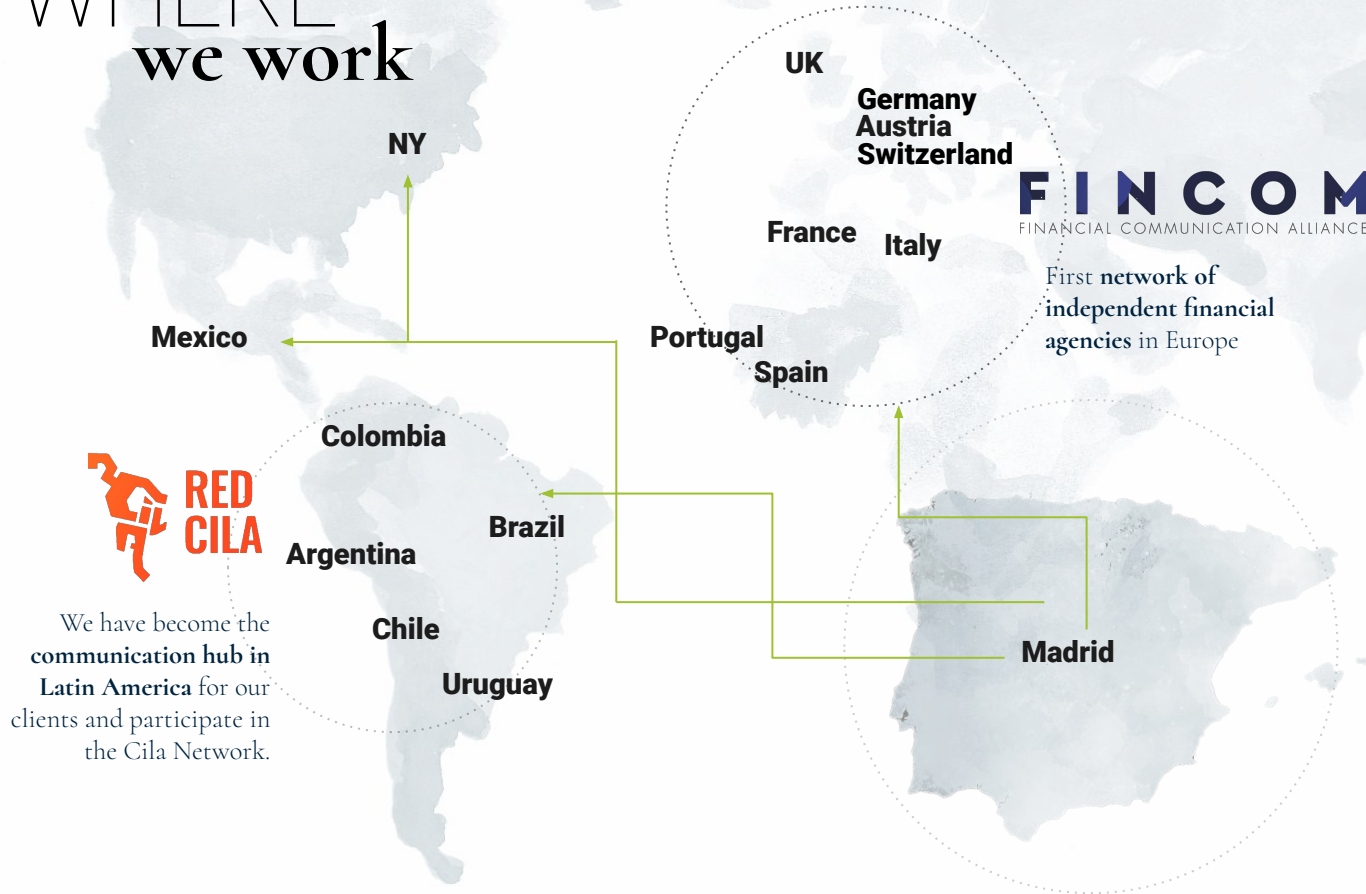 WHERE
we work
NY
Mexico
UK
Germany
Austria
Switzerland
France
Italy
Portugal
Spain
FINCOM
FINANCIAL COMMUNICATION ALLIANCE
First network of
independent financial
agencies in Europe
Colombia
Brazil
Argentina
Chile
Uruguay
RED
CILA
We have become the
communication hub in
Latin America for our
clients and participate in
the Cila Network.
Madrid